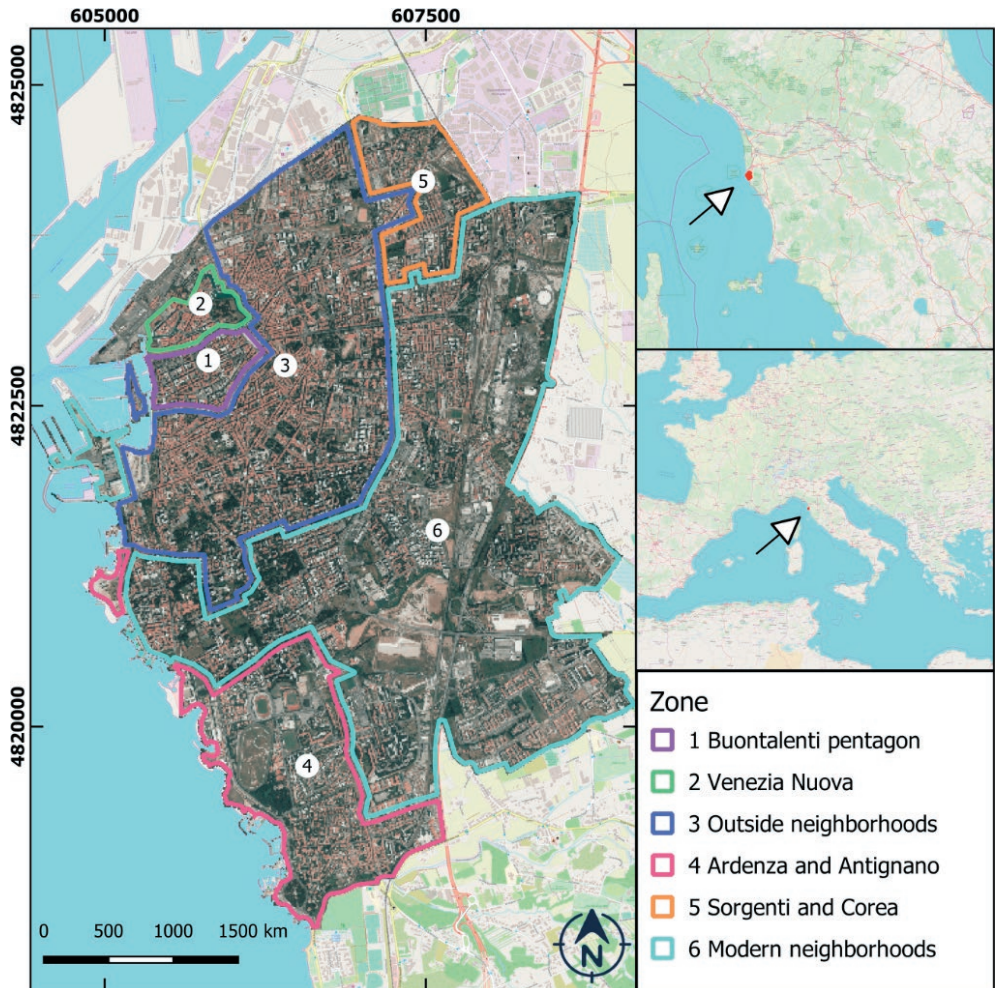 605000
607500
4825000
4822500
4820000
5
2
1
3
6
4
0 500 1000 1500 km
N
Zone
1 Buontalenti pentagon
2 Venezia Nuova
3 Outside neighborhoods
4 Ardenza and Antignano
5 Sorgenti and Corea
6 Modern neighborhoods